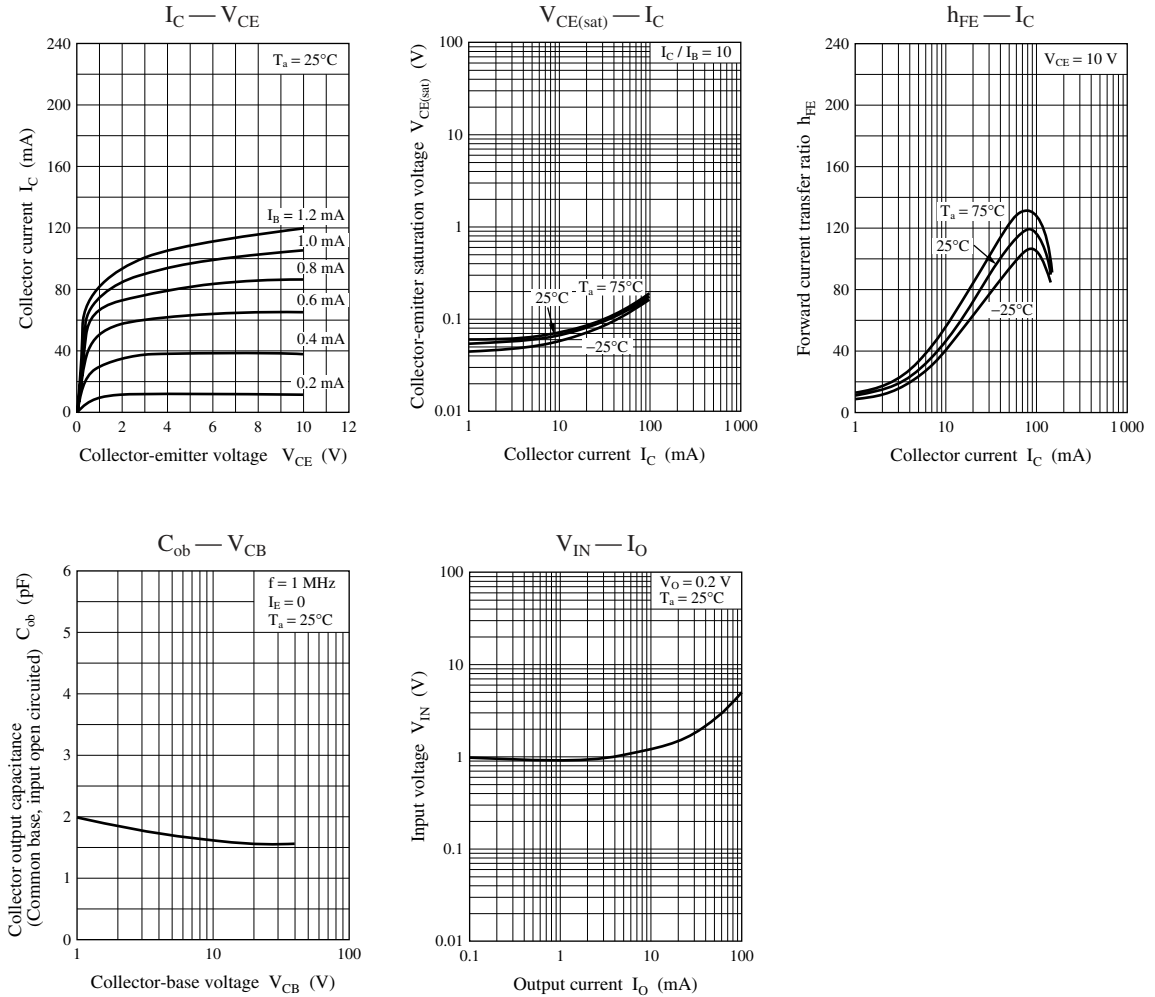 I_C — V_CE
240
200
160
120
80
40
0
0
2
4
6
8
10
12
T_a = 25°C
I_B = 1.2 mA
1.0 mA
0.8 mA
0.6 mA
0.4 mA
0.2 mA
Collector current I_C (mA)
Collector-emitter voltage V_CE (V)
V_CE(sat) — I_C
100
10
1
0.1
0.01
1
10
100
1 000
I_C / I_B = 10
25°C
T_a = 75°C
–25°C
Collector-emitter saturation voltage V_CE(sat) (V)
Collector current I_C (mA)
h_FE — I_C
240
200
160
120
80
40
0
1
10
100
1 000
V_CE = 10 V
T_a = 75°C
25°C
–25°C
Forward current transfer ratio h_FE
Collector current I_C (mA)
C_ob — V_CB
6
5
4
3
2
1
0
1
10
100
f = 1 MHz
I_E = 0
T_a = 25°C
Collector output capacitance
(Common base, input open circuited) C_ob (pF)
Collector-base voltage V_CB (V)
V_IN — I_O
100
10
1
0.1
0.01
0.1
1
10
100
V_O = 0.2 V
T_a = 25°C
Input voltage V_IN (V)
Output current I_O (mA)